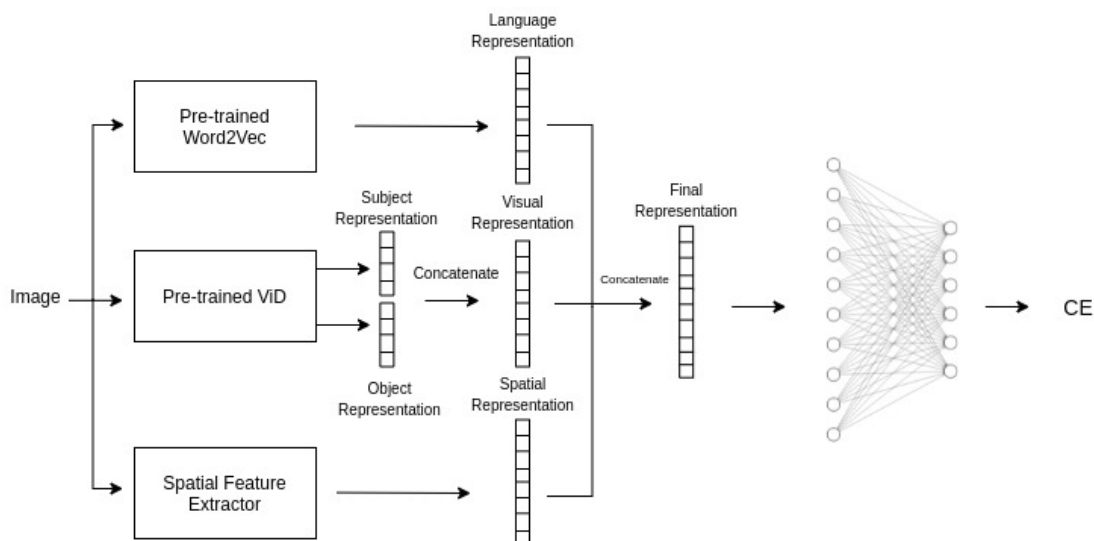 Language
Representation
Pre-trained
Word2Vec
Subject
Representation
Visual
Representation
Final
Representation
Image
Pre-trained ViD
Concatenate
Concatenate
CE
Object
Representation
Spatial
Representation
Spatial Feature
Extractor